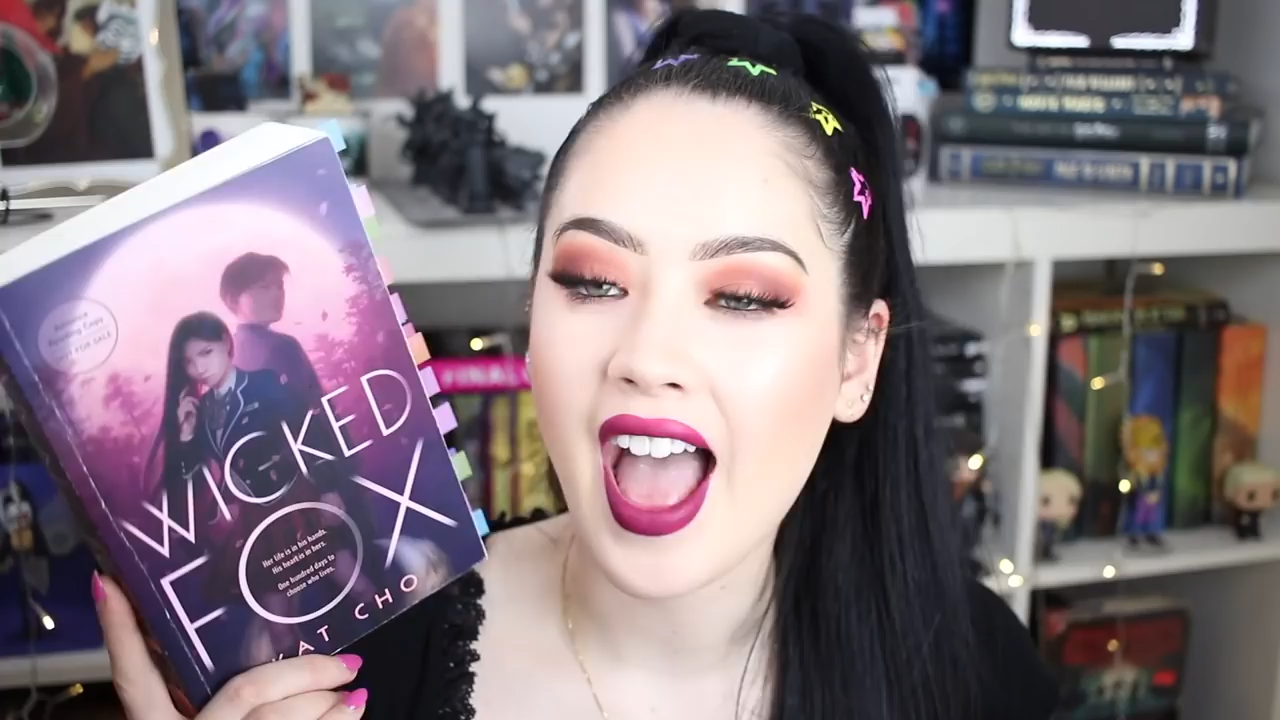 Advance
Reading Copy
NOT FOR SALE
WICKED
FOX
Her life is in his hands.
His heart is in hers.
One hundred days to
choose who lives.
KAT CHO
FINAL